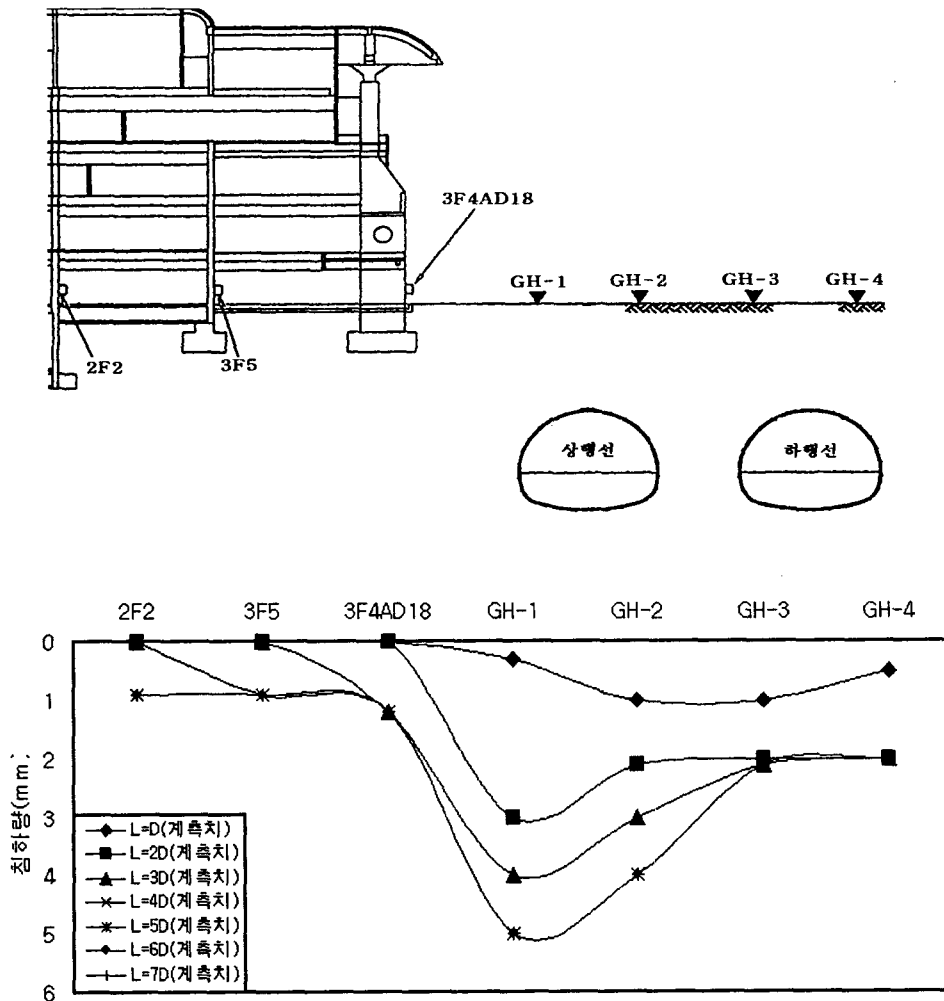 3F4AD18
GH-1 GH-2 GH-3 GH-4
2F2 3F5
상행선 하행선
2F2 3F5 3F4AD18 GH-1 GH-2 GH-3 GH-4
0
1
2
3
4
5
6
침하량(mm.
L=D(계측치)
L=2D(계측치)
L=3D(계측치)
L=4D(계측치)
L=5D(계측치)
L=6D(계측치)
L=7D(계측치)